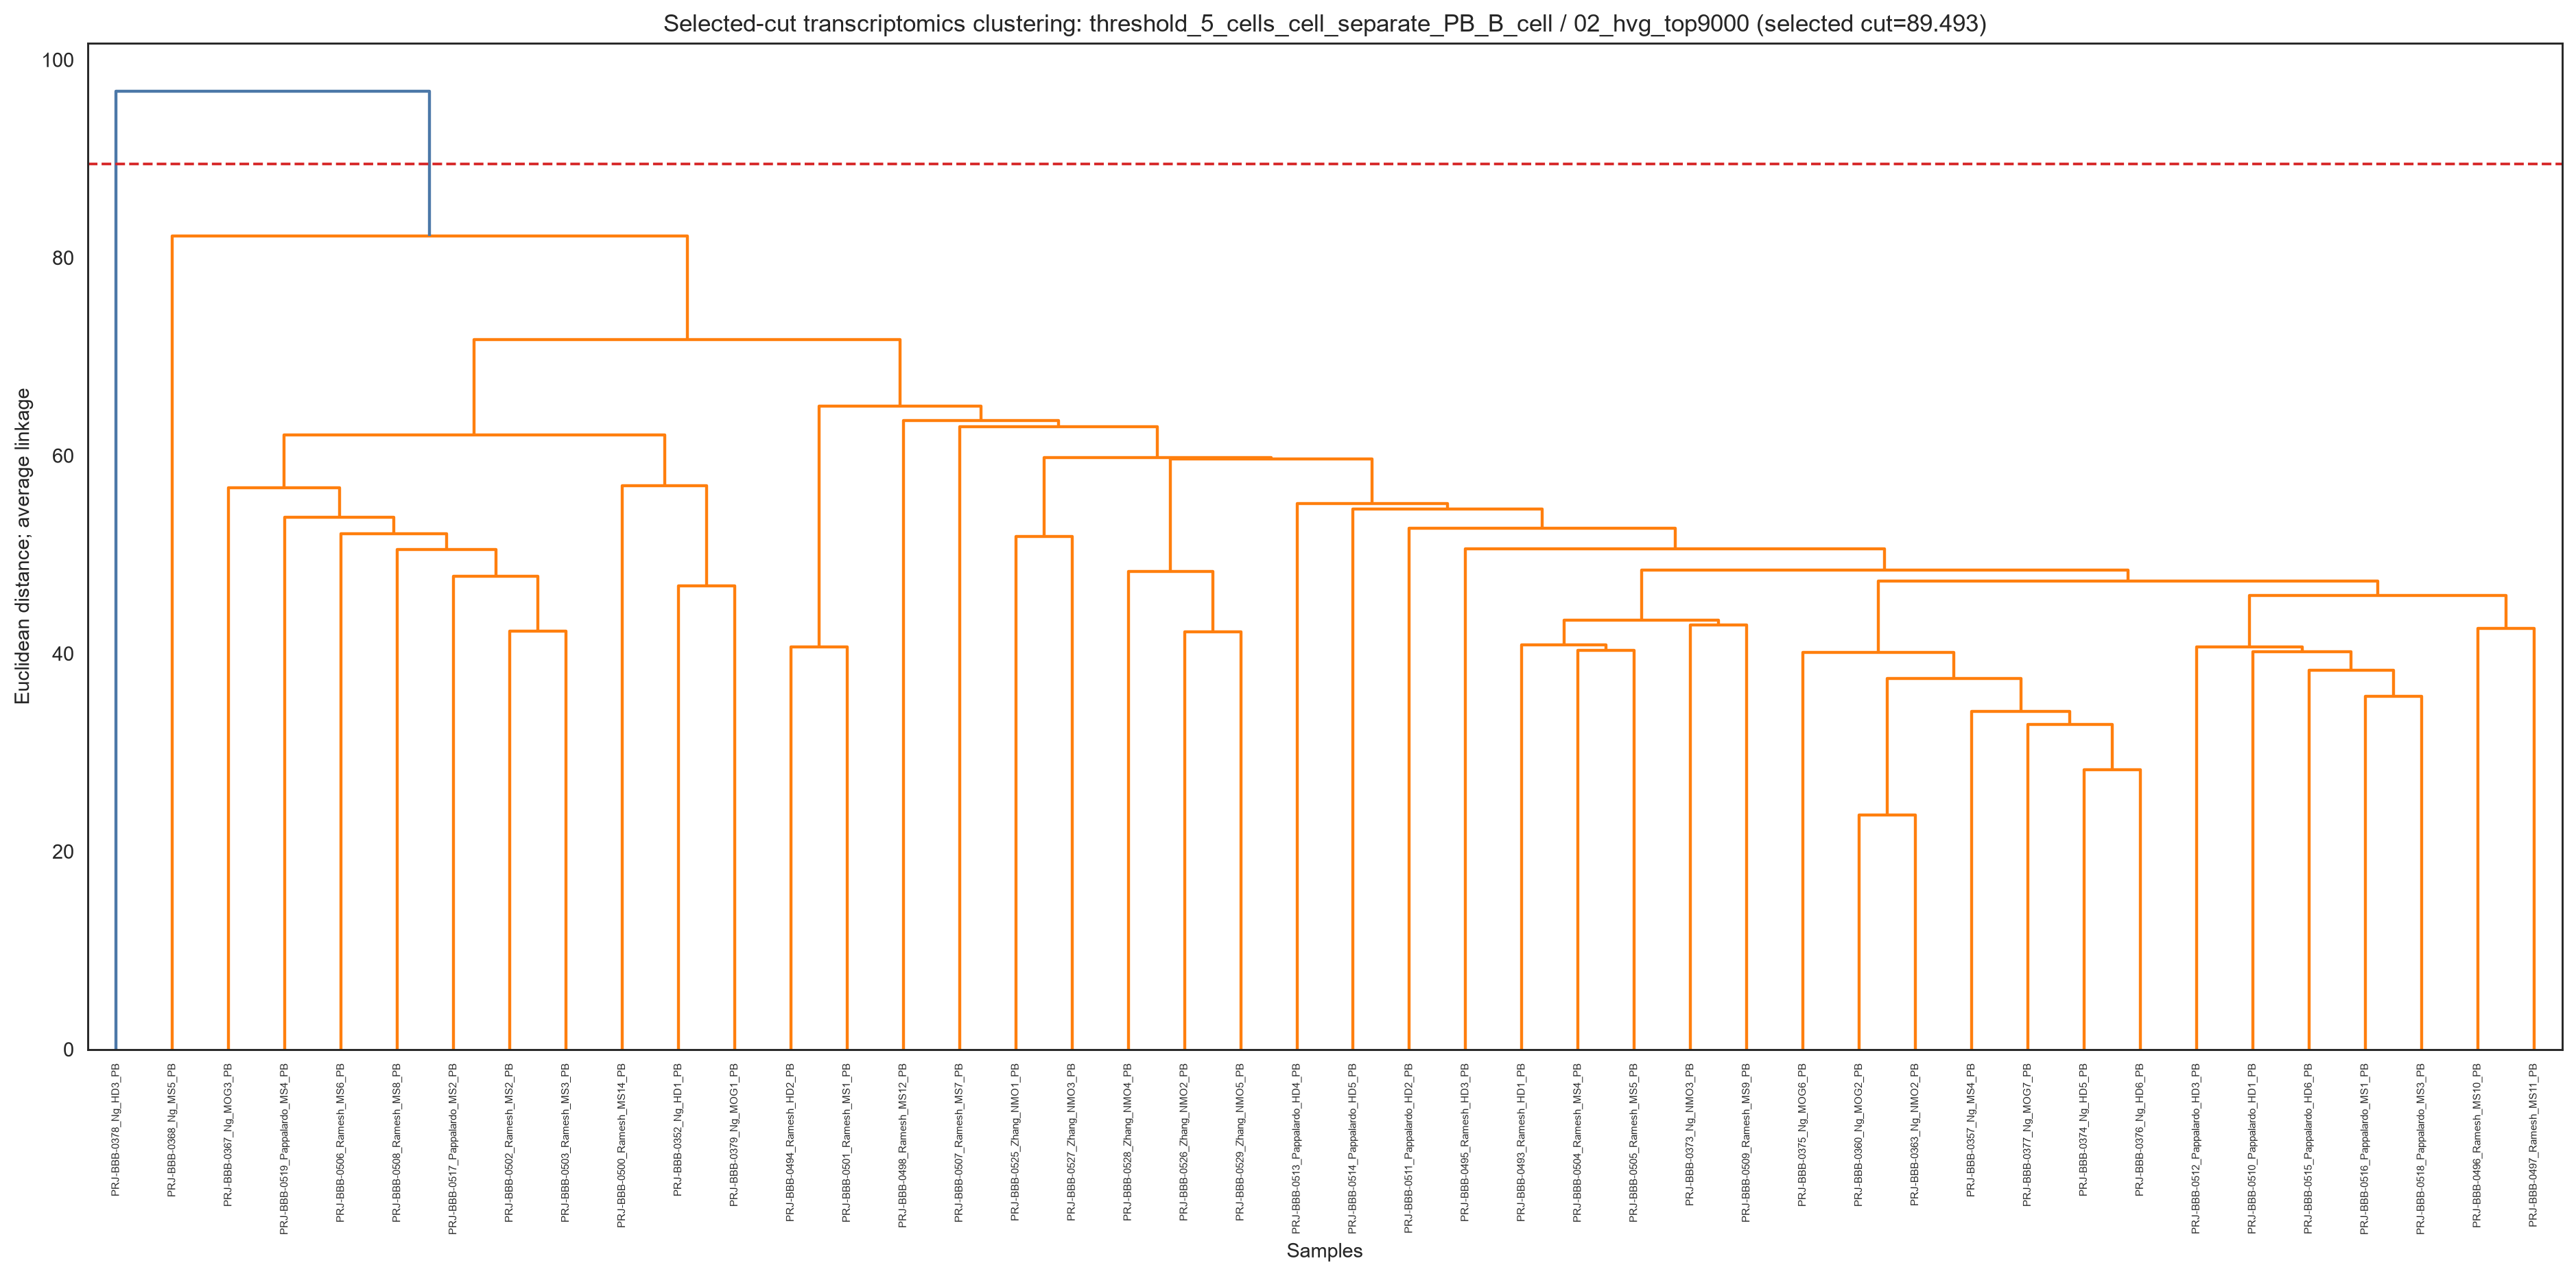 Selected-cut transcriptomics clustering: threshold_5_cells_cell_separate_PB_B_cell / 02_hvg_top9000 (selected cut=89.493)
Euclidean distance; average linkage
100
80
60
40
20
0
PRJ-BBB-0378_Ng_HD3_PB
PRJ-BBB-0368_Ng_MS5_PB
PRJ-BBB-0367_Ng_MOG3_PB
PRJ-BBB-0519_Pappalardo_MS4_PB
PRJ-BBB-0506_Ramesh_MS6_PB
PRJ-BBB-0508_Ramesh_MS8_PB
PRJ-BBB-0517_Pappalardo_MS2_PB
PRJ-BBB-0502_Ramesh_MS2_PB
PRJ-BBB-0503_Ramesh_MS3_PB
PRJ-BBB-0500_Ramesh_MS14_PB
PRJ-BBB-0352_Ng_HD1_PB
PRJ-BBB-0379_Ng_MOG1_PB
PRJ-BBB-0494_Ramesh_HD2_PB
PRJ-BBB-0501_Ramesh_MS1_PB
PRJ-BBB-0498_Ramesh_MS12_PB
PRJ-BBB-0507_Ramesh_MS7_PB
PRJ-BBB-0525_Zhang_NMO1_PB
PRJ-BBB-0527_Zhang_NMO3_PB
PRJ-BBB-0528_Zhang_NMO4_PB
PRJ-BBB-0526_Zhang_NMO2_PB
PRJ-BBB-0529_Zhang_NMO5_PB
PRJ-BBB-0513_Pappalardo_HD4_PB
PRJ-BBB-0514_Pappalardo_HD5_PB
PRJ-BBB-0511_Pappalardo_HD2_PB
PRJ-BBB-0495_Ramesh_HD3_PB
PRJ-BBB-0493_Ramesh_HD1_PB
PRJ-BBB-0504_Ramesh_MS4_PB
PRJ-BBB-0505_Ramesh_MS5_PB
PRJ-BBB-0373_Ng_NMO3_PB
PRJ-BBB-0509_Ramesh_MS9_PB
PRJ-BBB-0375_Ng_MOG6_PB
PRJ-BBB-0360_Ng_MOG2_PB
PRJ-BBB-0363_Ng_NMO2_PB
PRJ-BBB-0357_Ng_MS4_PB
PRJ-BBB-0377_Ng_MOG7_PB
PRJ-BBB-0374_Ng_HD5_PB
PRJ-BBB-0376_Ng_HD6_PB
PRJ-BBB-0512_Pappalardo_HD3_PB
PRJ-BBB-0510_Pappalardo_HD1_PB
PRJ-BBB-0515_Pappalardo_HD6_PB
PRJ-BBB-0516_Pappalardo_MS1_PB
PRJ-BBB-0518_Pappalardo_MS3_PB
PRJ-BBB-0496_Ramesh_MS10_PB
PRJ-BBB-0497_Ramesh_MS11_PB
Samples